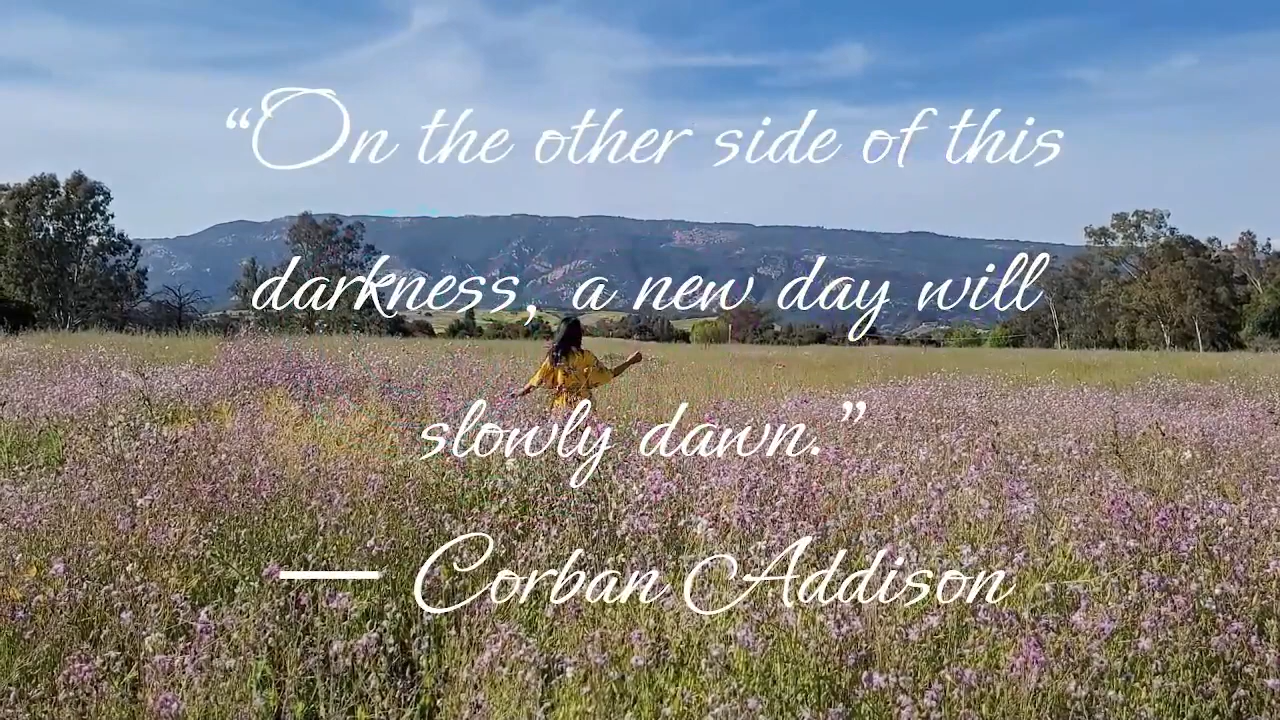 “On the other side of this
darkness, a new day will
slowly dawn.”
— Corban Addison